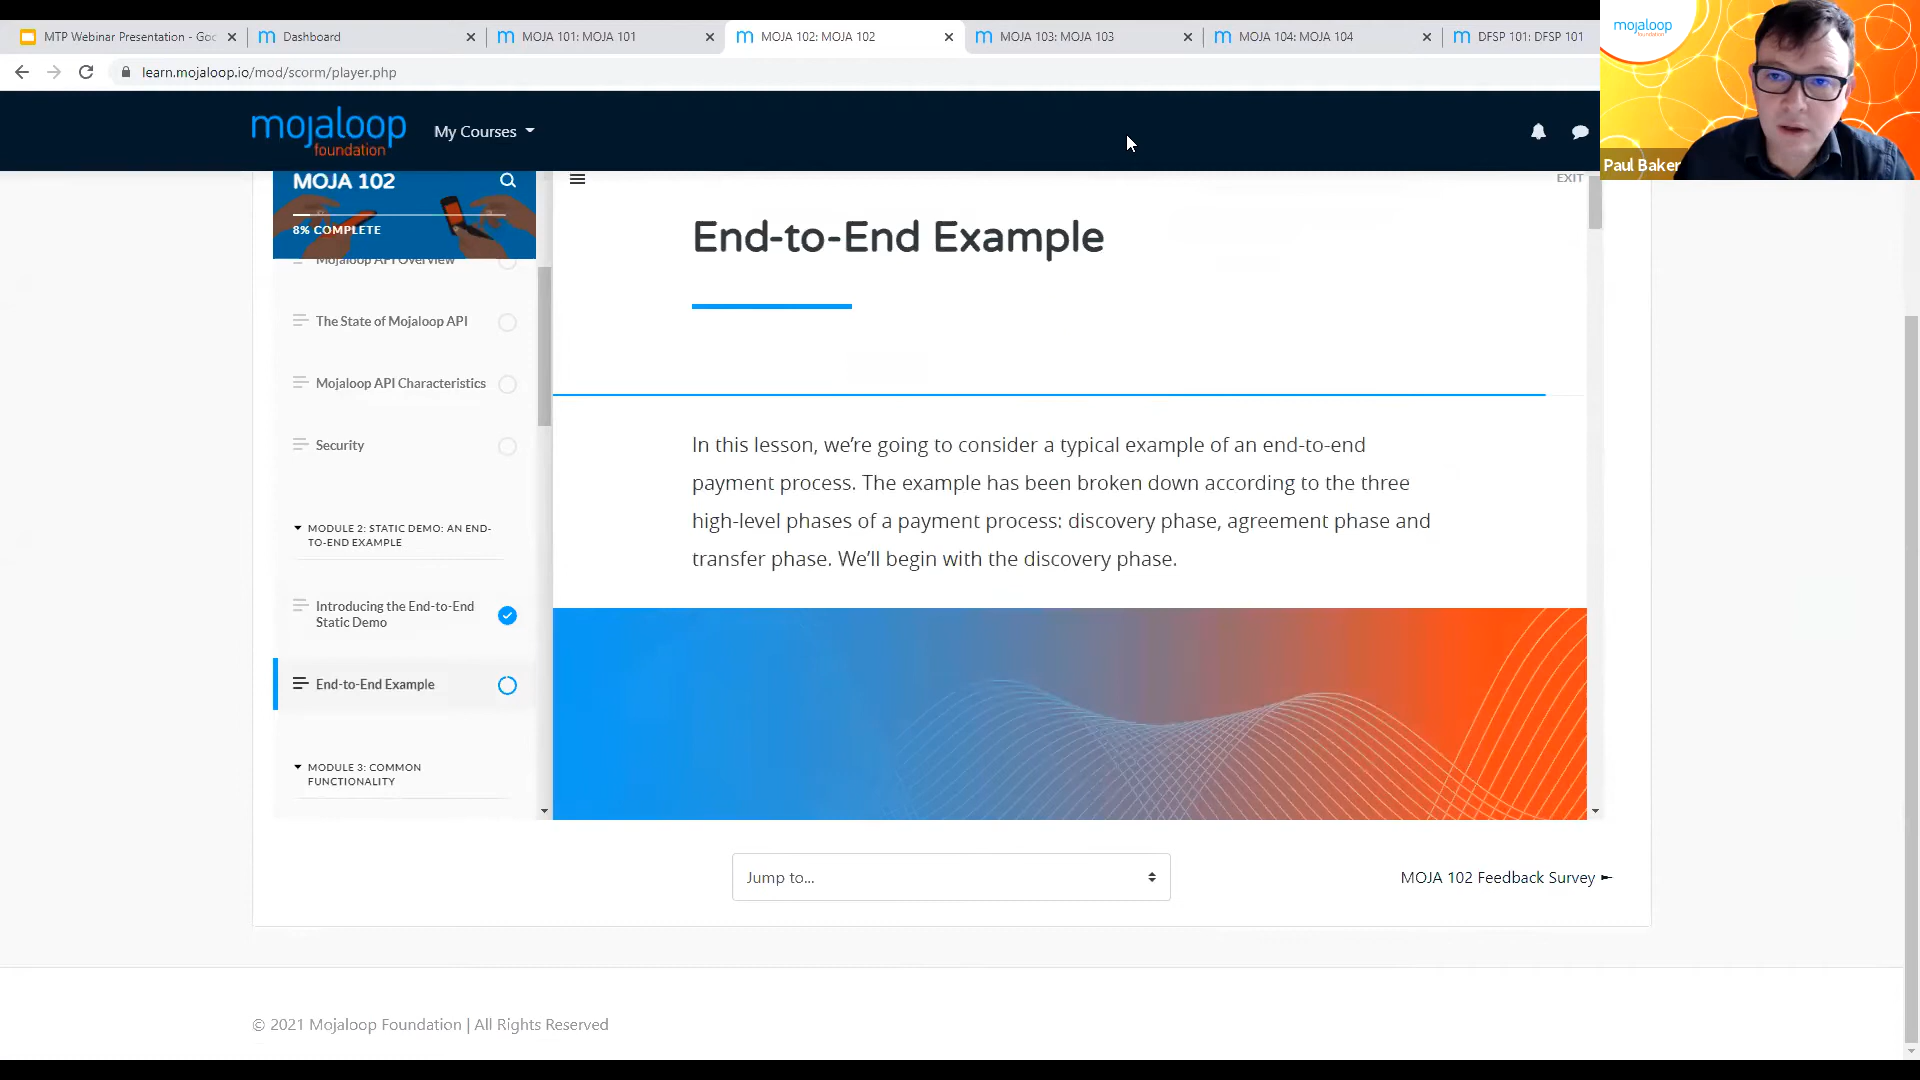 MTP Webinar Presentation - Goo
Dashboard
MOJA 101: MOJA 101
MOJA 102: MOJA 102
MOJA 103: MOJA 103
MOJA 104: MOJA 104
DFSP 101: DFSP 101
mojaloop
foundation
learn.mojaloop.io/mod/scorm/player.php
mojaloop
foundation
My Courses
Paul Baker
MOJA 102
8% COMPLETE
EXIT
Mojaloop API Overview
The State of Mojaloop API
Mojaloop API Characteristics
Security
MODULE 2: STATIC DEMO: AN END-
TO-END EXAMPLE
Introducing the End-to-End
Static Demo
End-to-End Example
MODULE 3: COMMON
FUNCTIONALITY
End-to-End Example
In this lesson, we’re going to consider a typical example of an end-to-end
payment process. The example has been broken down according to the three
high-level phases of a payment process: discovery phase, agreement phase and
transfer phase. We’ll begin with the discovery phase.
Jump to...
MOJA 102 Feedback Survey
© 2021 Mojaloop Foundation | All Rights Reserved